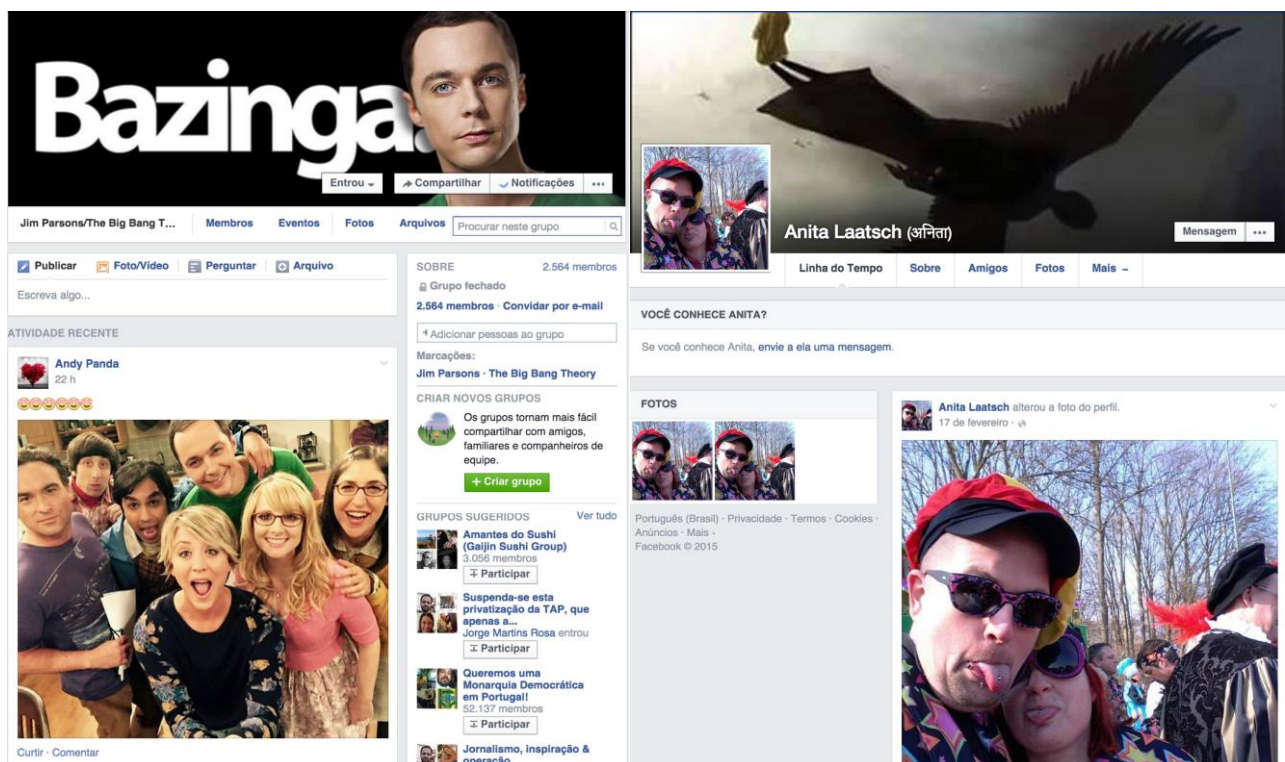 Bazinga.
Entrou
Compartilhar
Notificações
...
Jim Parsons/The Big Bang T...
Membros
Eventos
Fotos
Arquivos
Procurar neste grupo
Publicar
Foto/Vídeo
Perguntar
Arquivo
Escreva algo...
ATIVIDADE RECENTE
Andy Panda
22 h
Curtir · Comentar
SOBRE
2.564 membros
Grupo fechado
2.564 membros · Convidar por e-mail
Adicionar pessoas ao grupo
Marcações:
Jim Parsons · The Big Bang Theory
CRIAR NOVOS GRUPOS
Os grupos tornam mais fácil
compartilhar com amigos,
familiares e companheiros de
equipe.
+ Criar grupo
GRUPOS SUGERIDOS
Ver tudo
Amantes do Sushi
(Gaijin Sushi Group)
3.056 membros
Participar
Suspenda-se esta
privatização da TAP, que
apenas a...
Jorge Martins Rosa entrou
Participar
Queremos uma
Monarquia Democrática
em Portugal!
52.137 membros
Participar
Jornalismo, inspiração &
operação
Anita Laatsch (अनिता)
Mensagem
...
Linha do Tempo
Sobre
Amigos
Fotos
Mais
VOCÊ CONHECE ANITA?
Se você conhece Anita, envie a ela uma mensagem.
FOTOS
Português (Brasil) · Privacidade · Termos · Cookies ·
Anúncios · Mais
Facebook © 2015
Anita Laatsch alterou a foto do perfil.
17 de fevereiro ·